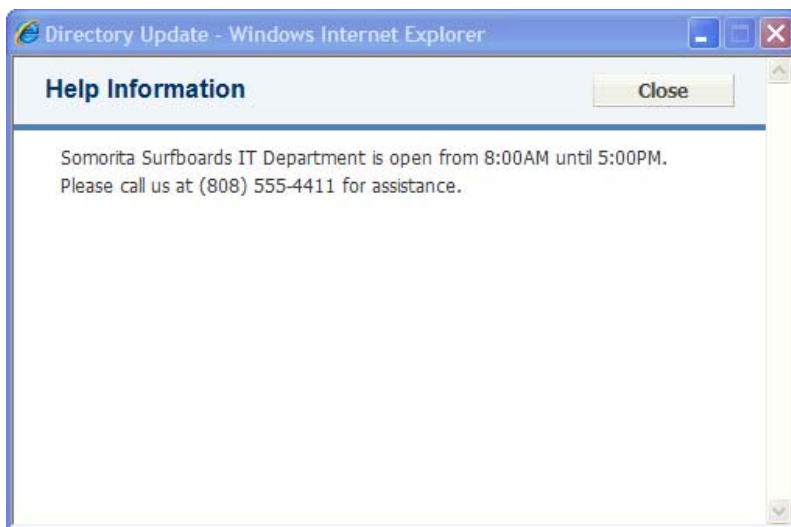 Directory Update - Windows Internet Explorer
Help Information
Close
Somorita Surfboards IT Department is open from 8:00AM until 5:00PM.
Please call us at (808) 555-4411 for assistance.